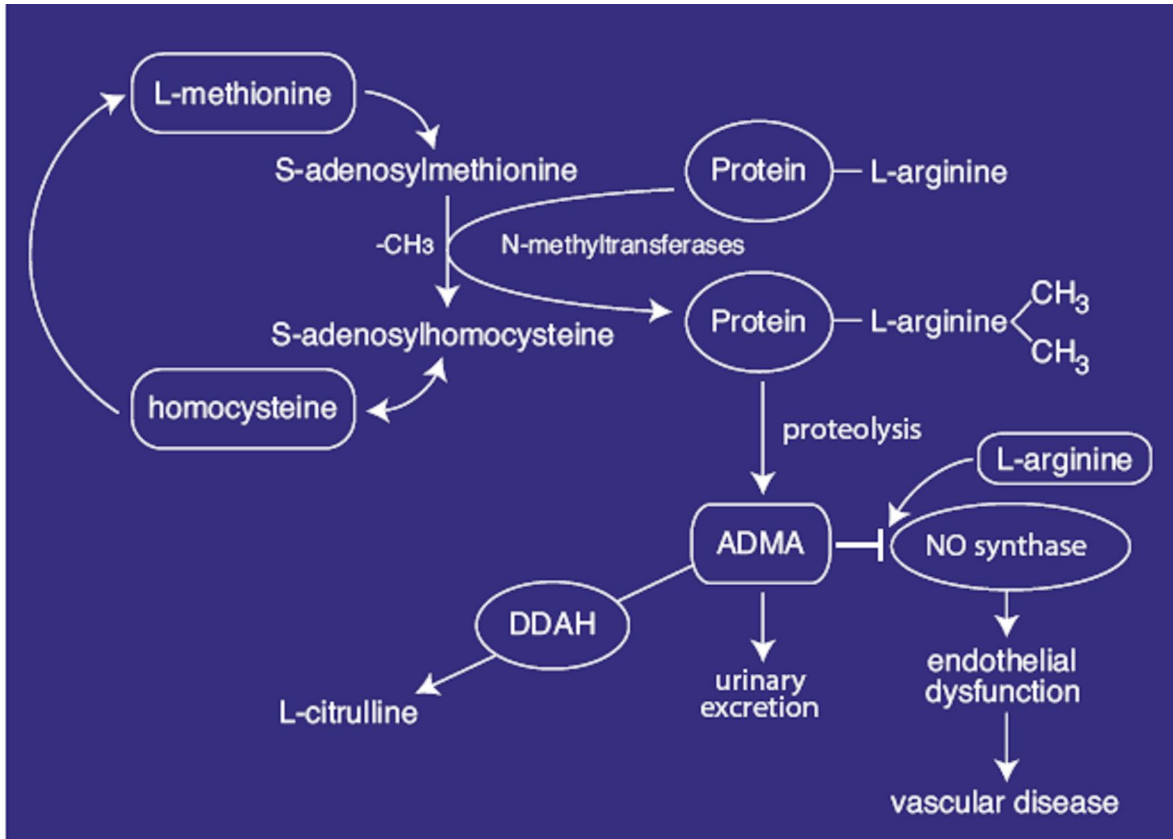 L-methionine
S-adenosylmethionine
Protein
L-arginine
-CH3
N-methyltransferases
S-adenosylhomocysteine
Protein
L-arginine
CH3
CH3
homocysteine
proteolysis
L-arginine
ADMA
NO synthase
DDAH
urinary
excretion
endothelial
dysfunction
L-citrulline
vascular disease